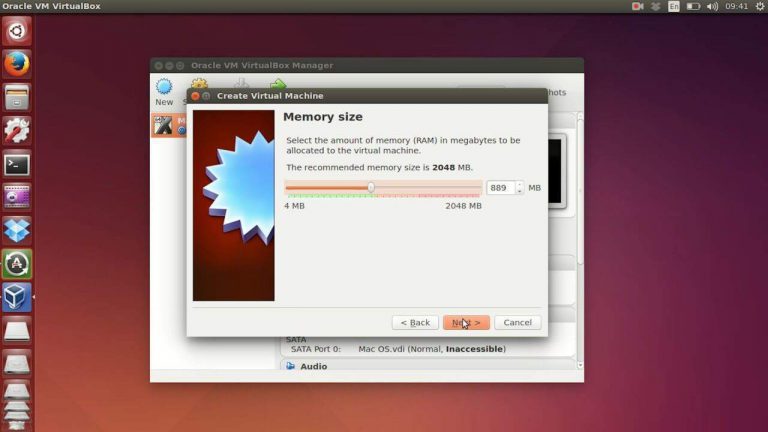 Oracle VM VirtualBox
En
09:41
Oracle VM VirtualBox Manager
New
S
hots
M
Create Virtual Machine
Memory size
Select the amount of memory (RAM) in megabytes to be
allocated to the virtual machine.
The recommended memory size is 2048 MB.
889 MB
4 MB
2048 MB
< Back
Next >
Cancel
SATA
SATA Port 0: Mac OS.vdi (Normal, Inaccessible)
Audio